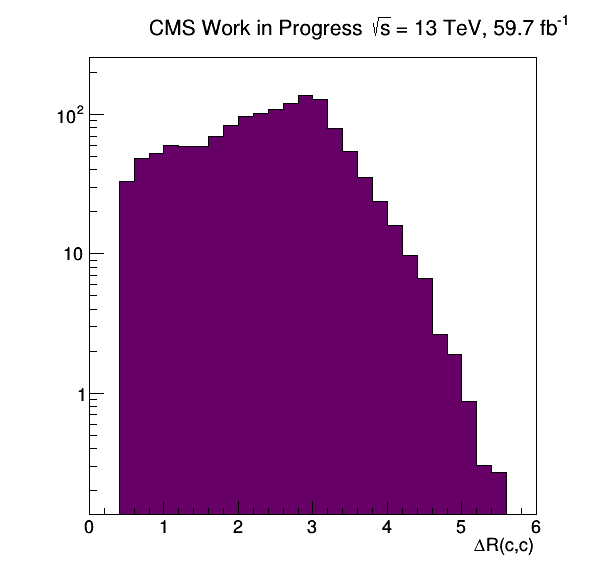 CMS Work in Progress √s = 13 TeV, 59.7 fb⁻¹
10²
10
1
0 1 2 3 4 5 6
ΔR(c,c)